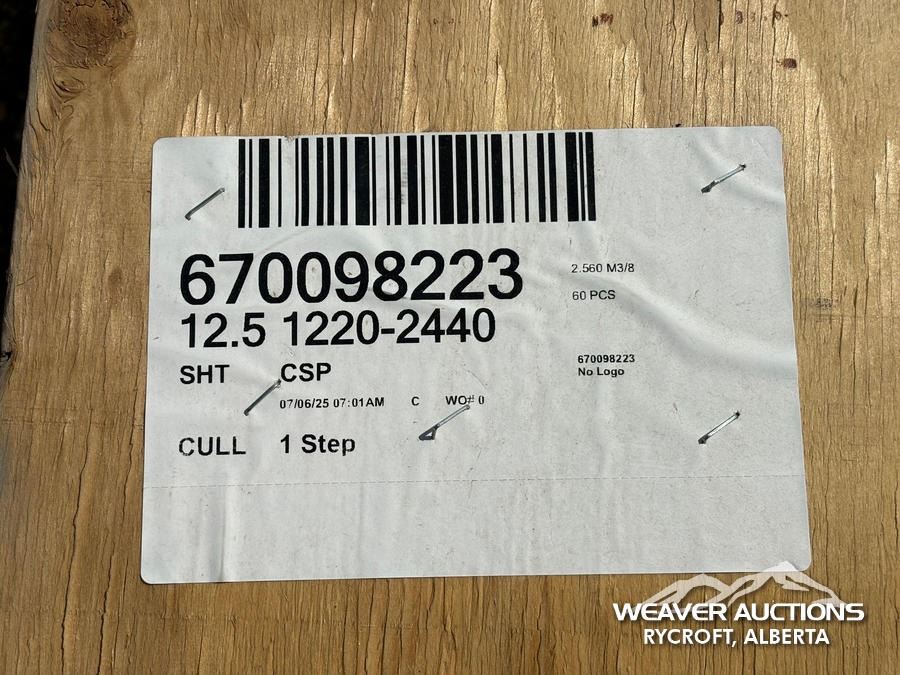 670098223
2.560 M3/8
12.5 1220-2440
60 PCS
SHT CSP
670098223
No Logo
07/06/25 07:01AM C WO# 0
CULL 1 Step
WEAVER AUCTIONS
RYCROFT, ALBERTA